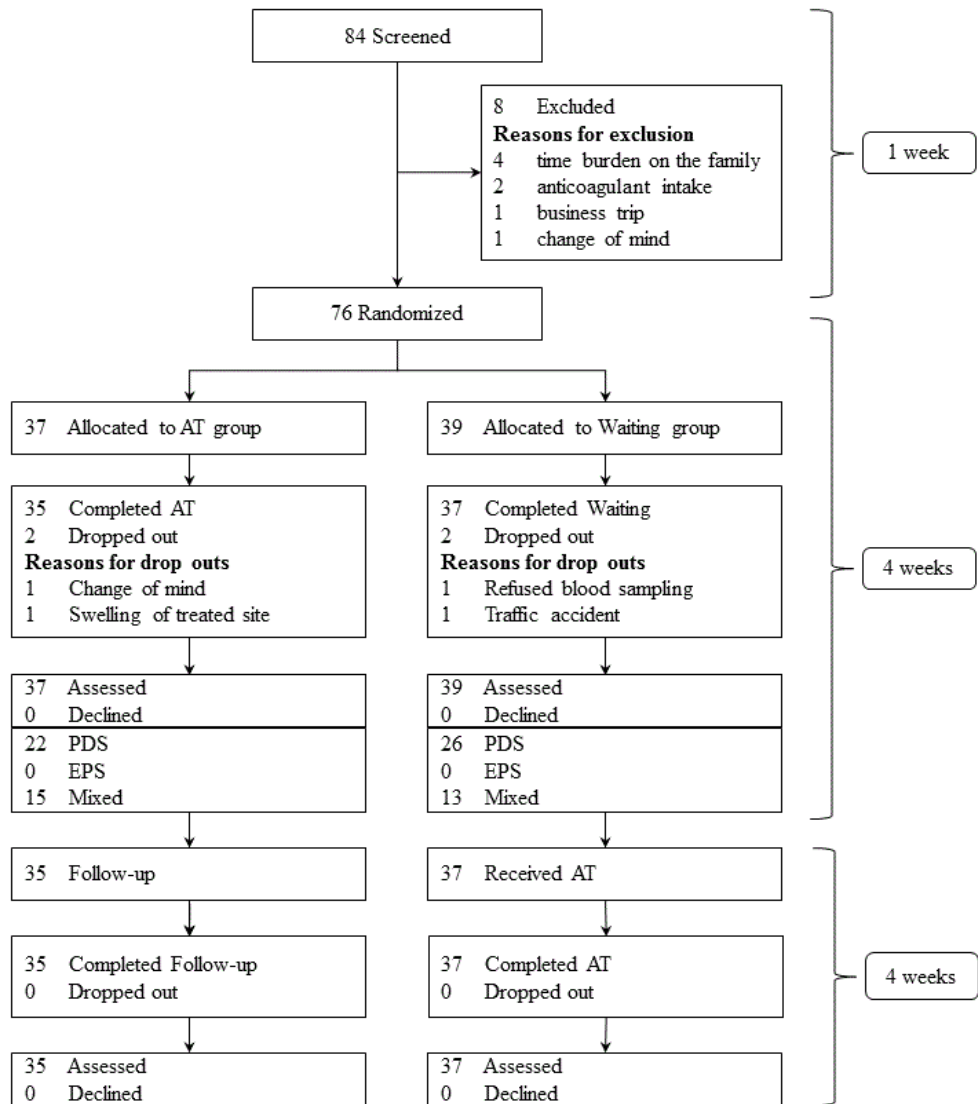 84 Screened
8 Excluded
Reasons for exclusion
4 time burden on the family
2 anticoagulant intake
1 business trip
1 change of mind
1 week
76 Randomized
37 Allocated to AT group
39 Allocated to Waiting group
35 Completed AT
2 Dropped out
Reasons for drop outs
1 Change of mind
1 Swelling of treated site
37 Completed Waiting
2 Dropped out
Reasons for drop outs
1 Refused blood sampling
1 Traffic accident
4 weeks
37 Assessed
0 Declined
22 PDS
0 EPS
15 Mixed
39 Assessed
0 Declined
26 PDS
0 EPS
13 Mixed
35 Follow-up
37 Received AT
35 Completed Follow-up
0 Dropped out
37 Completed AT
0 Dropped out
4 weeks
35 Assessed
0 Declined
37 Assessed
0 Declined